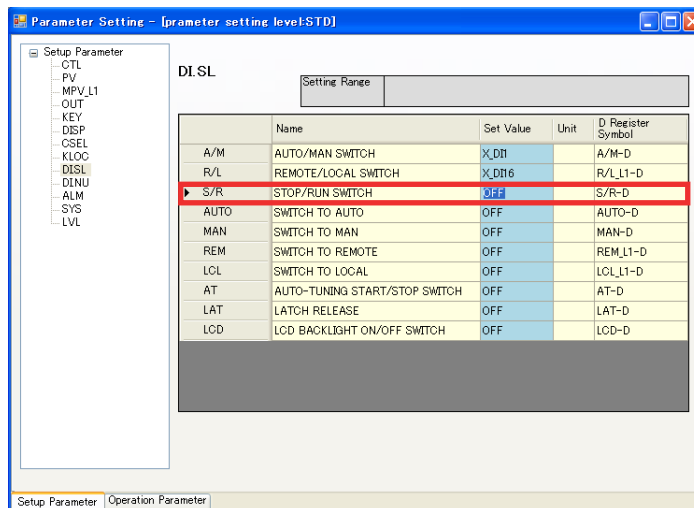 Parameter Setting - [prameter setting level:STD]
Setup Parameter
CTL
PV
MPV_L1
OUT
KEY
DISP
CSEL
KLOC
DISL
DINU
ALM
SYS
LVL
DI.SL
Setting Range
Name Set Value Unit D Register Symbol
A/M AUTO/MAN SWITCH X_DI1 A/M-D
R/L REMOTE/LOCAL SWITCH X_DI16 R/L_L1-D
S/R STOP/RUN SWITCH OFF S/R-D
AUTO SWITCH TO AUTO OFF AUTO-D
MAN SWITCH TO MAN OFF MAN-D
REM SWITCH TO REMOTE OFF REM_L1-D
LCL SWITCH TO LOCAL OFF LCL_L1-D
AT AUTO-TUNING START/STOP SWITCH OFF AT-D
LAT LATCH RELEASE OFF LAT-D
LCD LCD BACKLIGHT ON/OFF SWITCH OFF LCD-D
Setup Parameter Operation Parameter